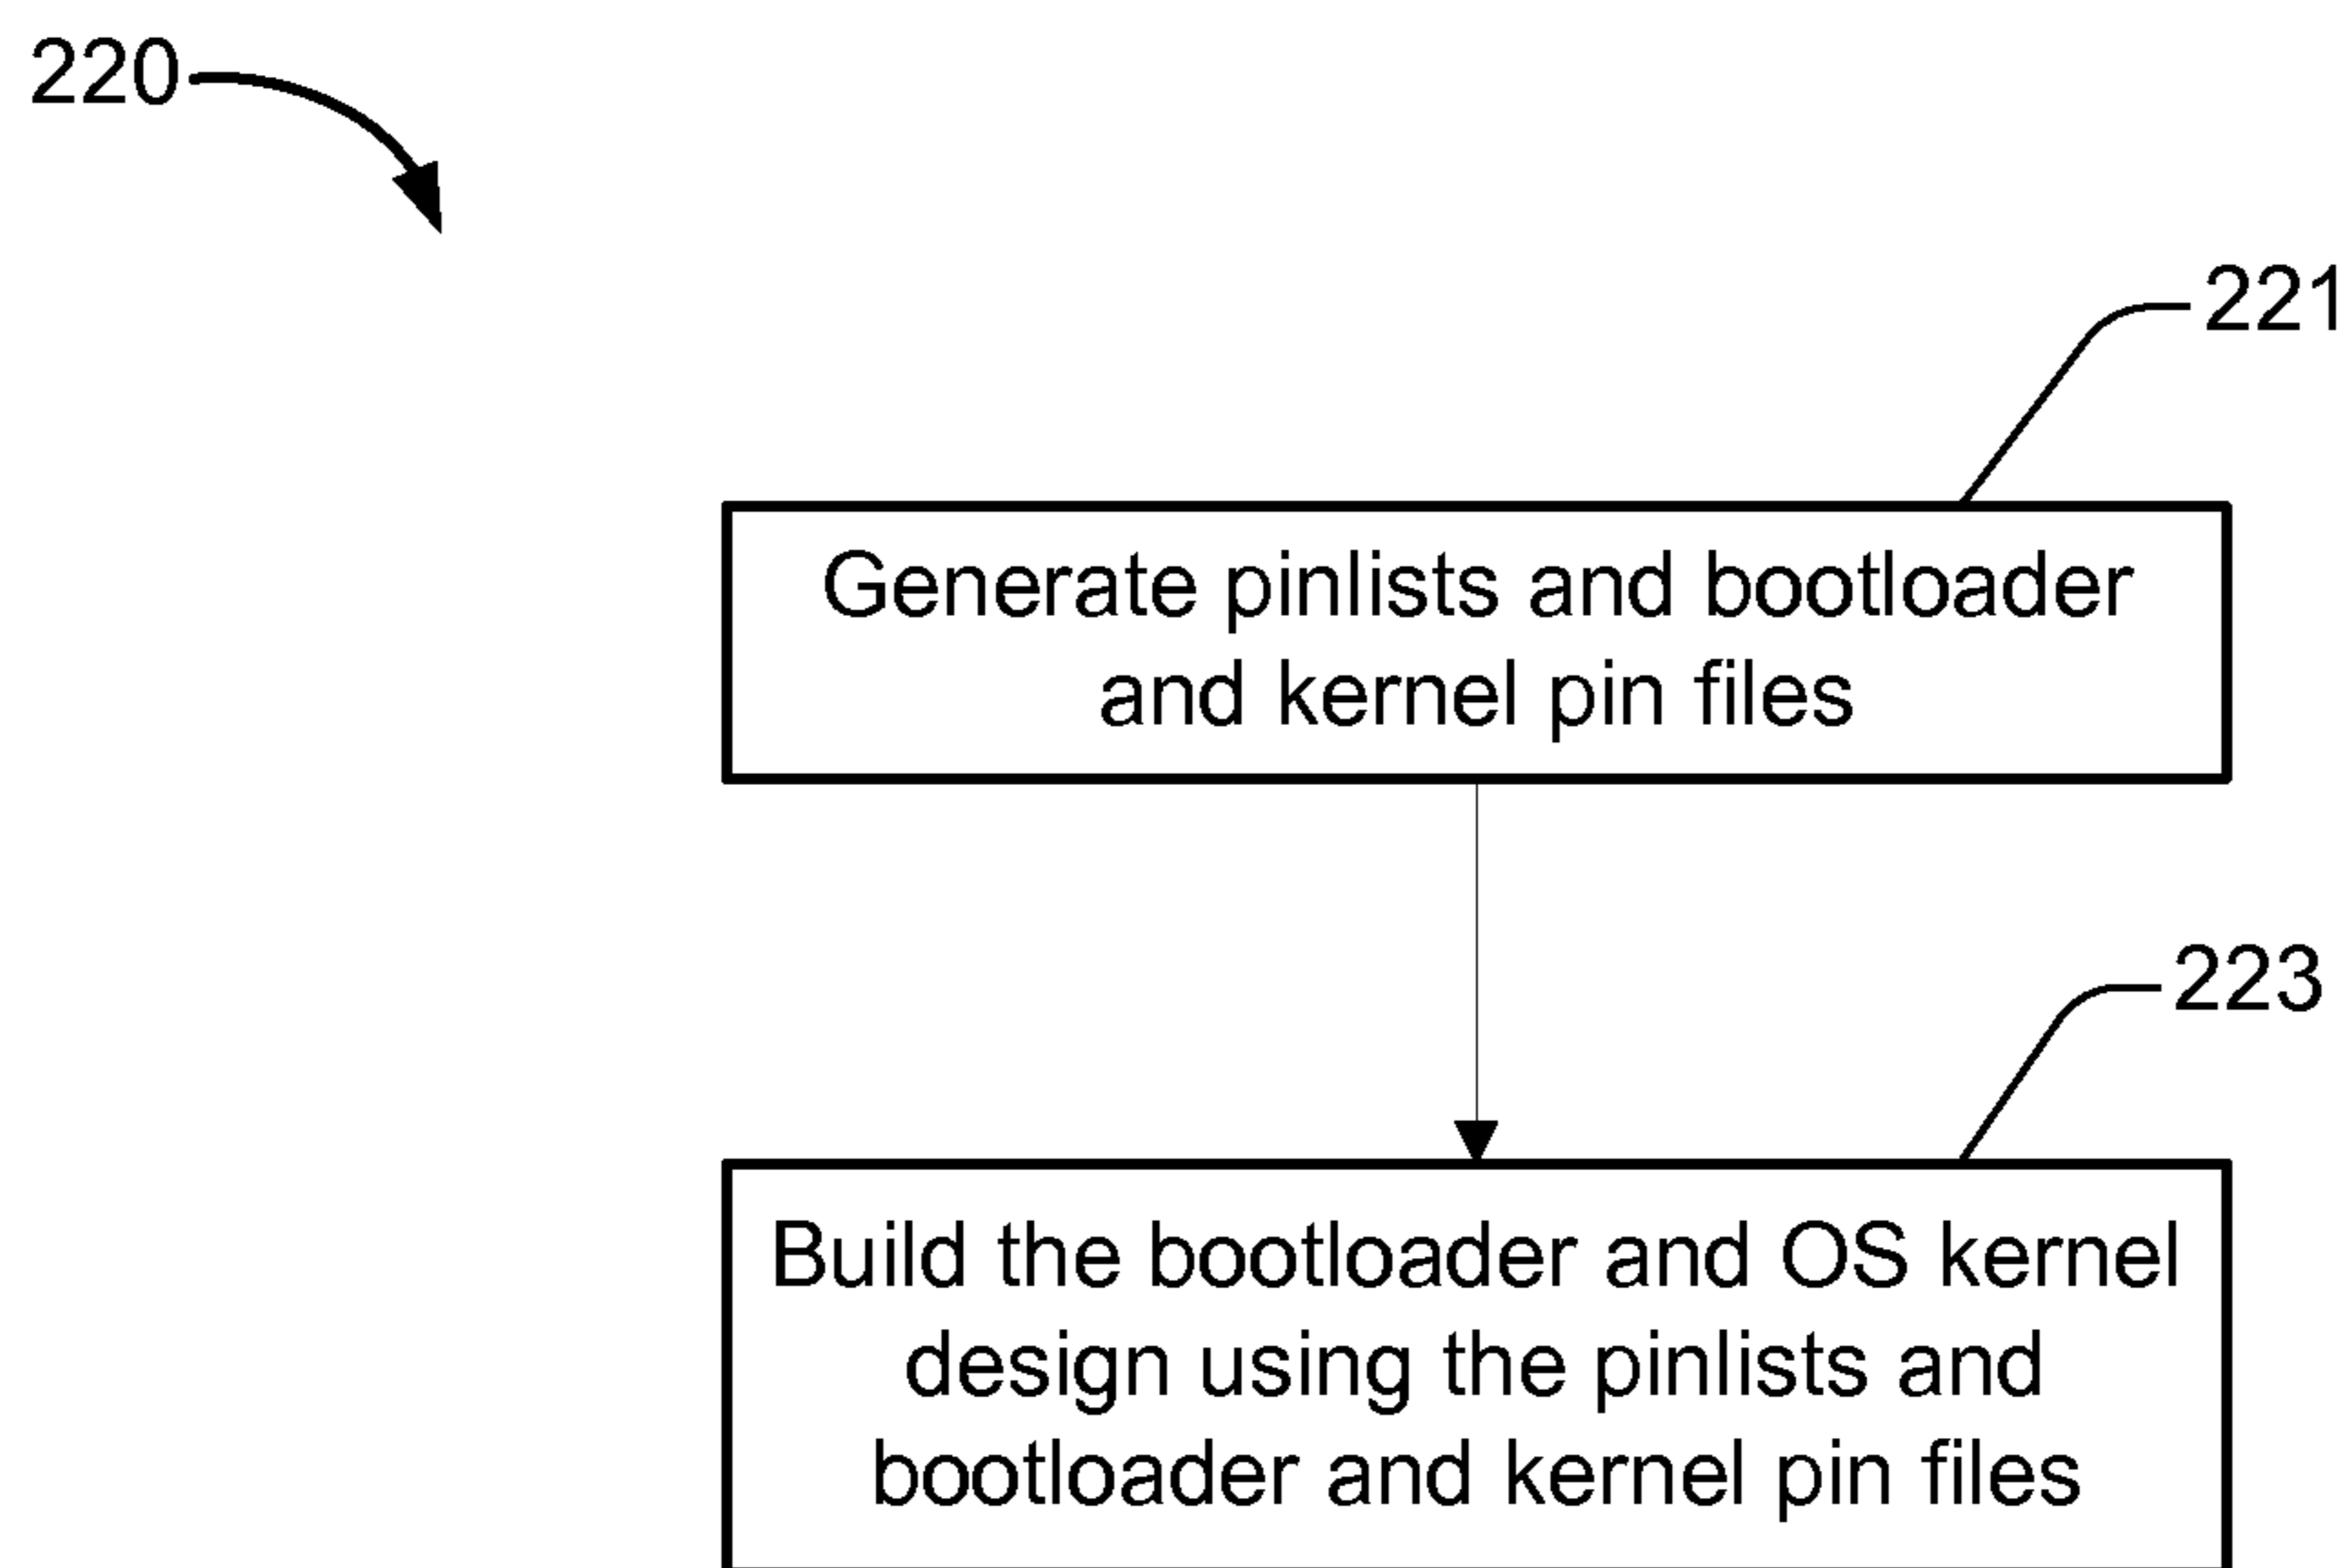 220
221
Generate pinlists and bootloader
and kernel pin files
223
Build the bootloader and OS kernel
design using the pinlists and
bootloader and kernel pin files